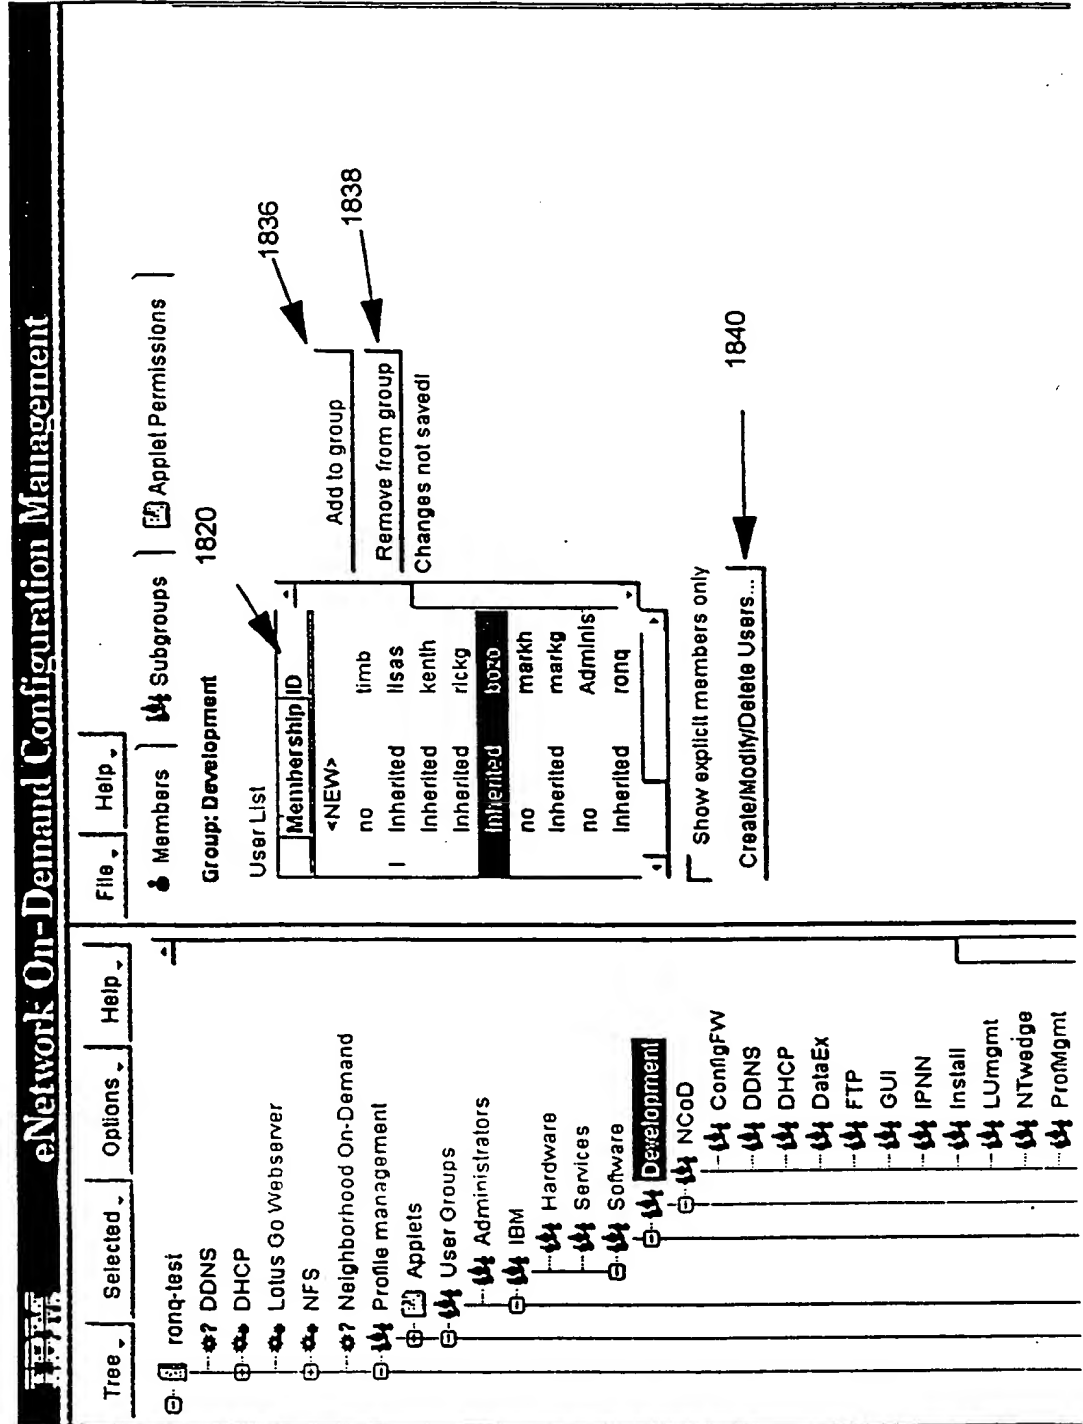 IBM
eNetwork On-Demand Configuration Management
Tree Selected Options Help
ronq-test
DDNS
DHCP
Lotus Go Webserver
NFS
Neighborhood On-Demand
Profile management
Applets
User Groups
Administrators
IBM
Hardware
Services
Software
Development
NCoD
ConfigFW
DDNS
DHCP
DataEx
FTP
GUI
IPNN
Install
LUmgmt
NTwedge
ProfMgmt
File Help
Members Subgroups Applet Permissions
Group: Development
1820
User List
Membership ID
<NEW>
no timb
Inherited lisas
Inherited kenth
Inherited rickg
Inherited bozo
no markh
Inherited markg
no Adminis
Inherited ronq
1836
Add to group
1838
Remove from group
Changes not saved!
Show explicit members only
Create/Modify/Delete Users...
1840